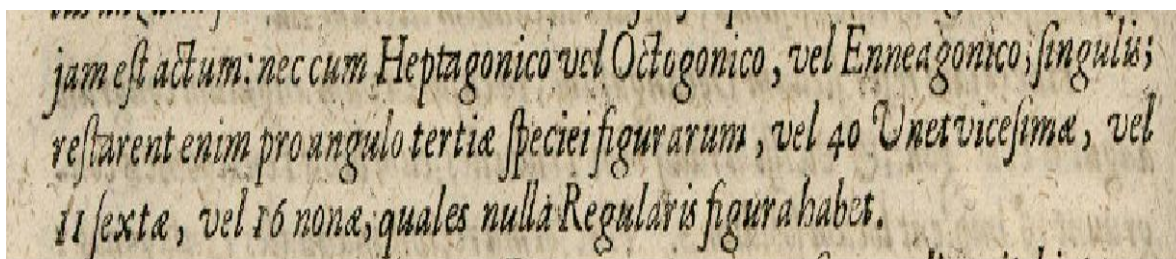 jam eſt actum: nec cum Heptagonico vel Octogonico, vel Enneagonico, ſingulis;
reſtarent enim pro angulo tertiæ ſpeciei figurarum, vel 40 Unetviceſimæ, vel
11 ſextæ, vel 16 nonæ, quales nulla Regularis figura habet.